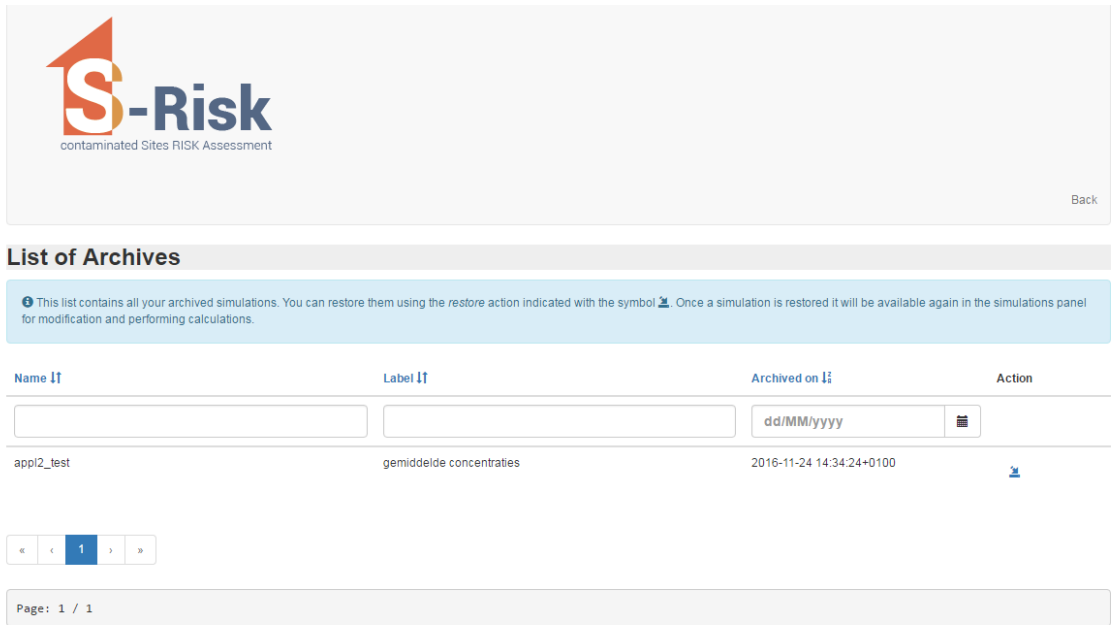 S-Risk
contaminated Sites RISK Assessment
Back
List of Archives
This list contains all your archived simulations. You can restore them using the restore action indicated with the symbol . Once a simulation is restored it will be available again in the simulations panel
for modification and performing calculations.
Name Label Archived on Action
dd/MM/yyyy
appl2_test gemiddelde concentraties 2016-11-24 14:34:24+0100
« ‹ 1 › »
Page: 1 / 1